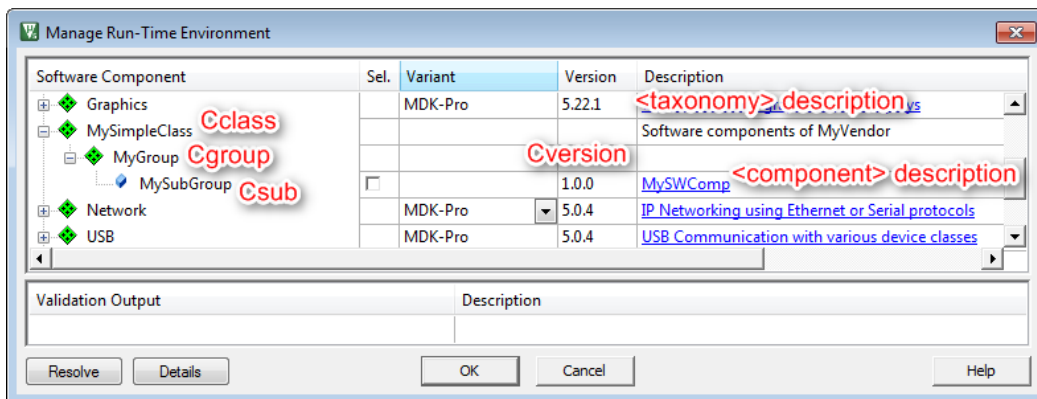 Manage Run-Time Environment
Software Component Sel. Variant Version Description
Graphics MDK-Pro 5.22.1 <taxonomy> description
MySimpleClass Cclass Software components of MyVendor
MyGroup Cgroup Cversion
MySubGroup Csub 1.0.0 MySWComp <component> description
Network MDK-Pro 5.0.4 IP Networking using Ethernet or Serial protocols
USB MDK-Pro 5.0.4 USB Communication with various device classes
Validation Output Description
Resolve Details OK Cancel Help